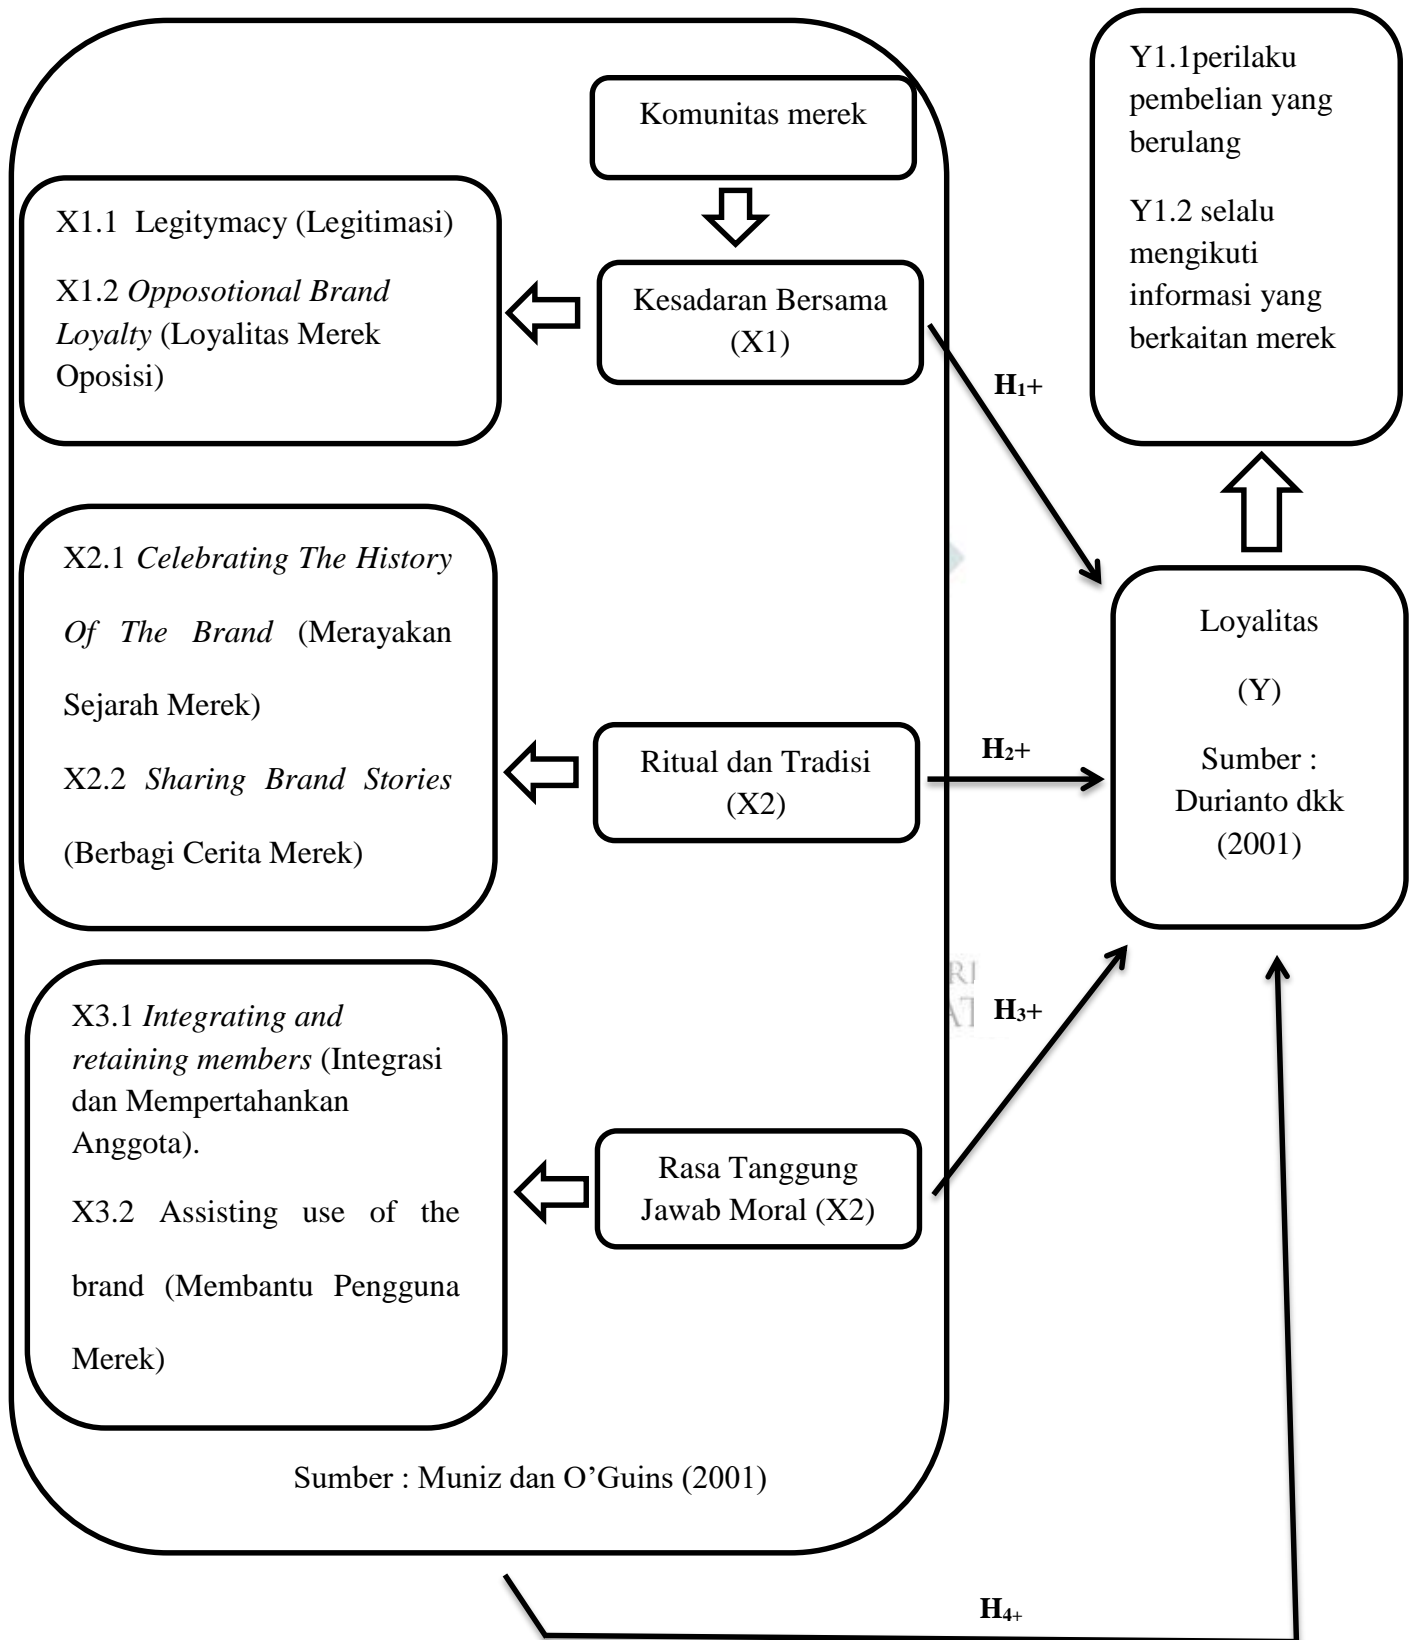 Komunitas merek
X1.1 Legitymacy (Legitimasi)
X1.2 Opposotional Brand
Loyalty (Loyalitas Merek
Oposisi)
Kesadaran Bersama
(X1)
H1+
Y1.1perilaku
pembelian yang
berulang
Y1.2 selalu
mengikuti
informasi yang
berkaitan merek
X2.1 Celebrating The History
Of The Brand (Merayakan
Sejarah Merek)
X2.2 Sharing Brand Stories
(Berbagi Cerita Merek)
Ritual dan Tradisi
(X2)
H2+
Loyalitas
(Y)
Sumber :
Durianto dkk
(2001)
X3.1 Integrating and
retaining members (Integrasi
dan Mempertahankan
Anggota).
X3.2 Assisting use of the
brand (Membantu Pengguna
Merek)
Rasa Tanggung
Jawab Moral (X2)
RI
H3+
Sumber : Muniz dan O’Guins (2001)
H4+